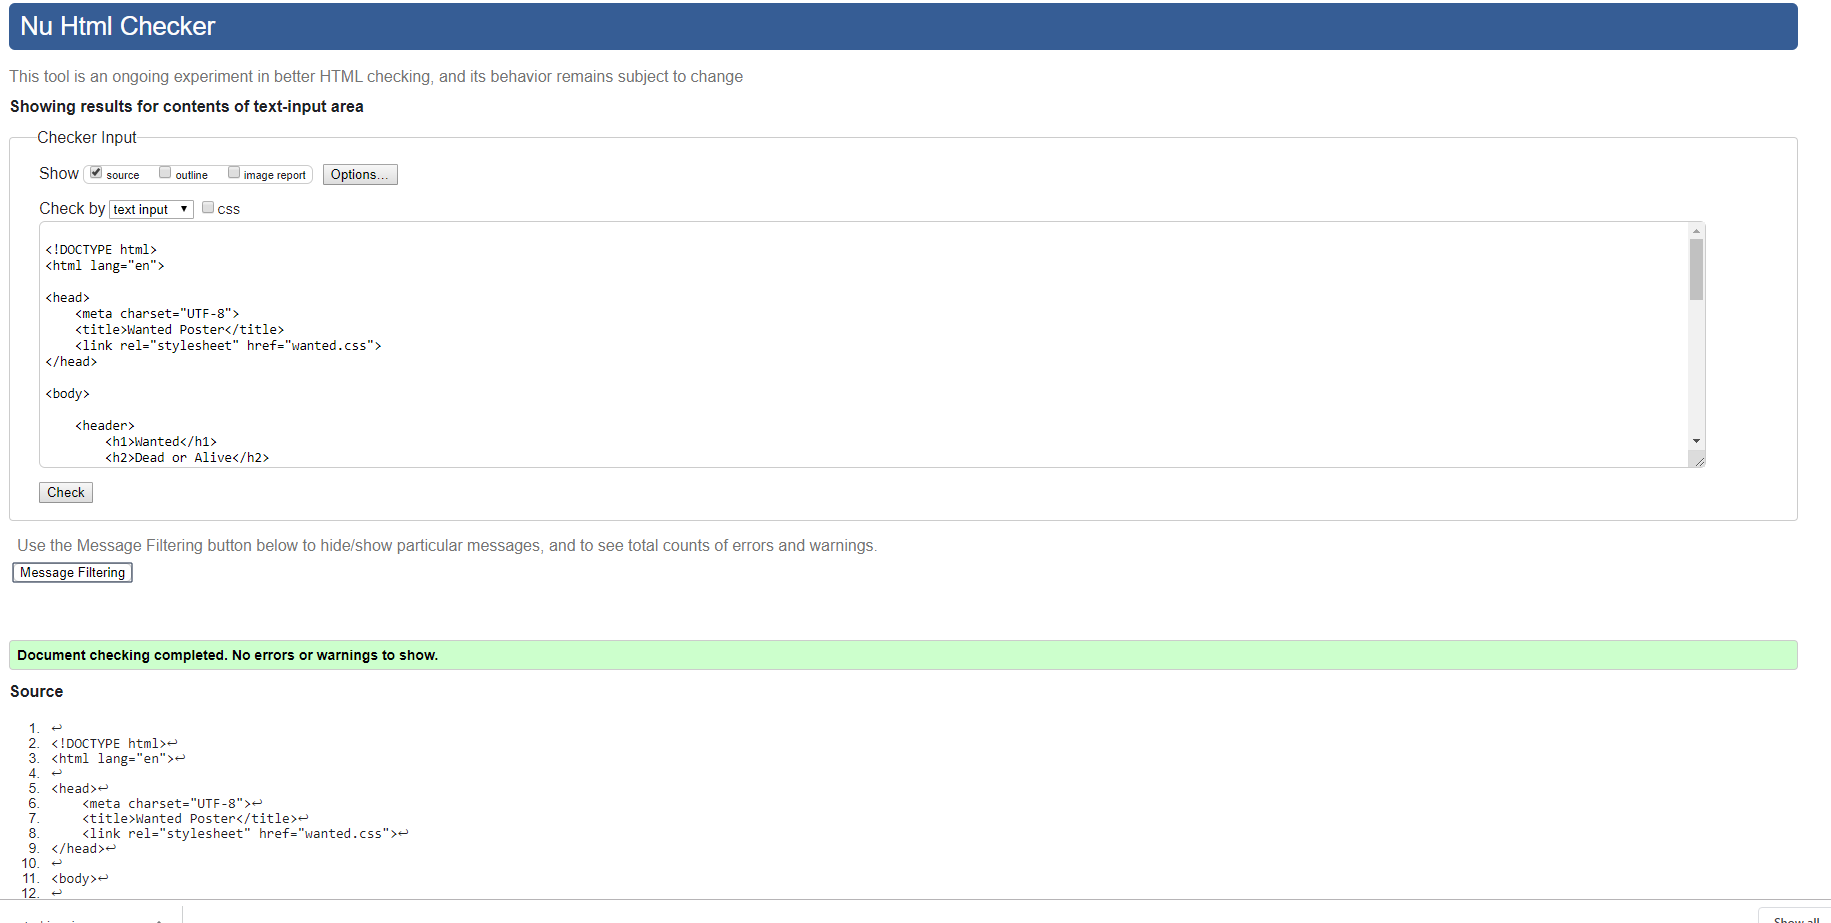 Nu Html Checker
This tool is an ongoing experiment in better HTML checking, and its behavior remains subject to change
Showing results for contents of text-input area
Checker Input
Show source outline image report Options...
Check by text input css
<!DOCTYPE html>
<html lang="en">
<head>
    <meta charset="UTF-8">
    <title>Wanted Poster</title>
    <link rel="stylesheet" href="wanted.css">
</head>
<body>
    <header>
        <h1>Wanted</h1>
        <h2>Dead or Alive</h2>
Check
Use the Message Filtering button below to hide/show particular messages, and to see total counts of errors and warnings.
Message Filtering
Document checking completed. No errors or warnings to show.
Source
1. ↩
2. <!DOCTYPE html>↩
3. <html lang="en">↩
4. ↩
5. <head>↩
6.     <meta charset="UTF-8">↩
7.     <title>Wanted Poster</title>↩
8.     <link rel="stylesheet" href="wanted.css">↩
9. </head>↩
10. ↩
11. <body>↩
12. ↩
Show all